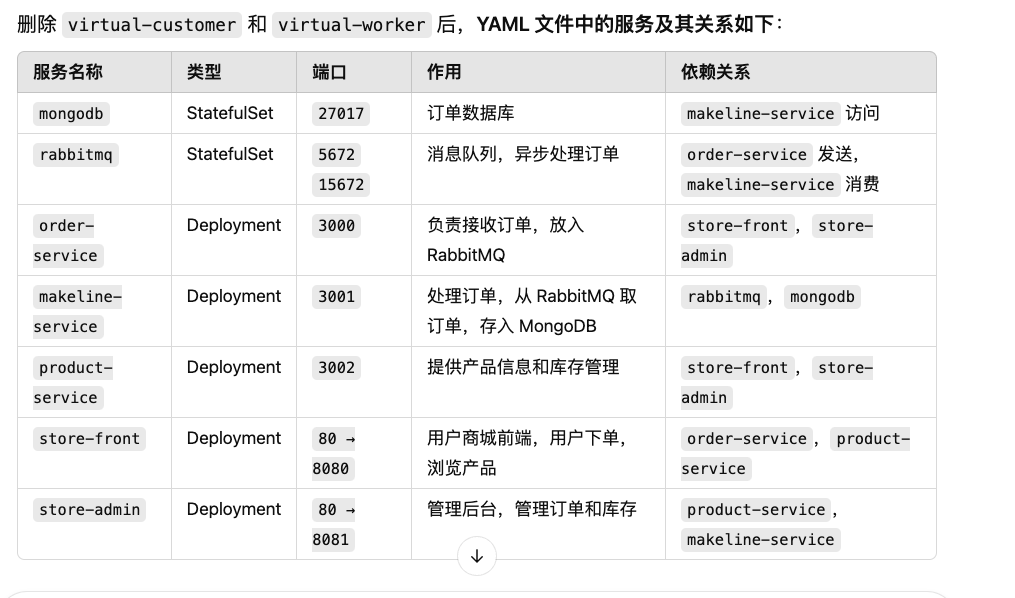 删除 virtual-customer 和 virtual-worker 后，YAML 文件中的服务及其关系如下：
服务名称 类型 端口 作用 依赖关系
mongodb StatefulSet 27017 订单数据库 makeline-service 访问
rabbitmq StatefulSet 5672 消息队列，异步处理订单 order-service 发送，
15672 makeline-service 消费
order- Deployment 3000 负责接收订单，放入 store-front， store-
service RabbitMQ admin
makeline- Deployment 3001 处理订单，从 RabbitMQ 取 rabbitmq， mongodb
service 订单，存入 MongoDB
product- Deployment 3002 提供产品信息和库存管理 store-front， store-
service admin
store-front Deployment 80 → 用户商城前端，用户下单， order-service， product-
8080 浏览产品 service
store-admin Deployment 80 → 管理后台，管理订单和库存 product-service，
8081 makeline-service